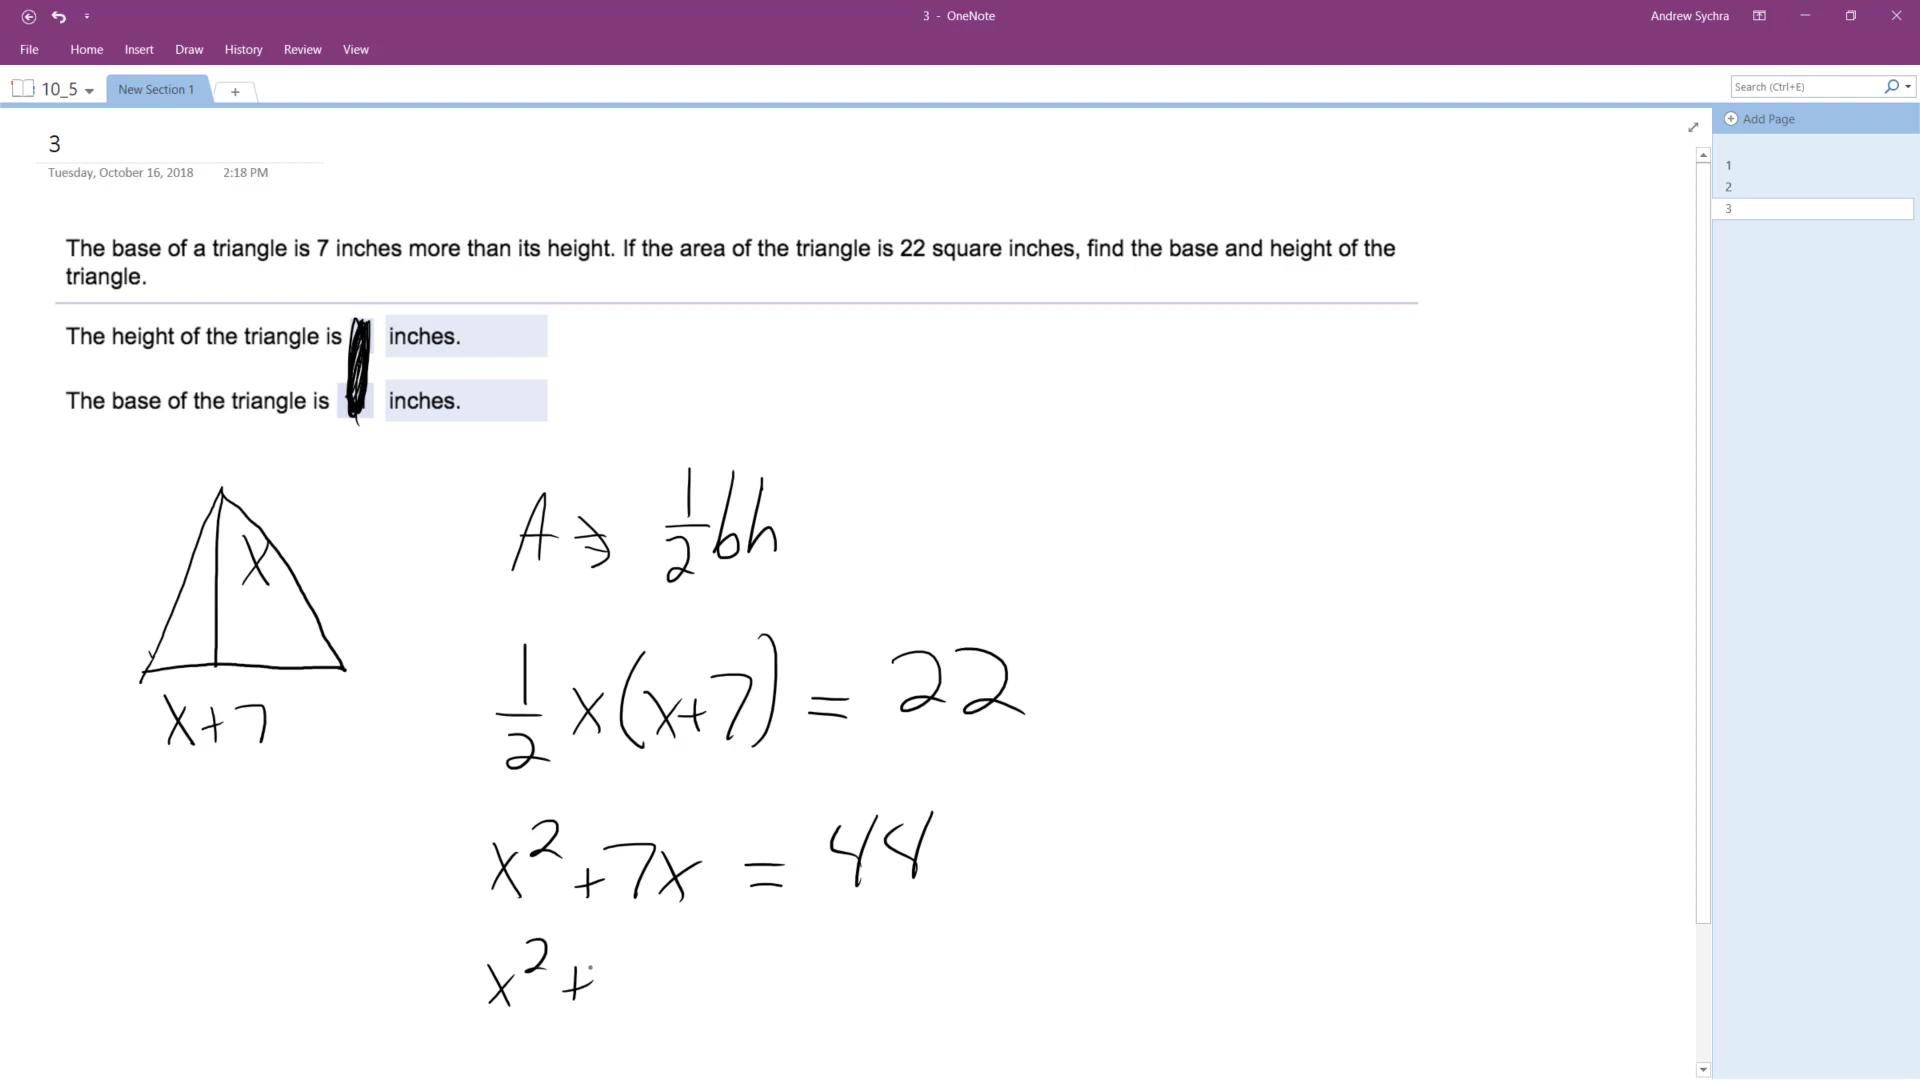 3 - OneNote
Andrew Sychra
File Home Insert Draw History Review View
10_5 New Section 1 +
Search (Ctrl+E)
Add Page
1
2
3
3
Tuesday, October 16, 2018 2:18 PM
The base of a triangle is 7 inches more than its height. If the area of the triangle is 22 square inches, find the base and height of the
triangle.
The height of the triangle is inches.
The base of the triangle is inches.
X
x+7
A = 1/2 bh
1/2 x(x+7) = 22
x² + 7x = 44
x² +